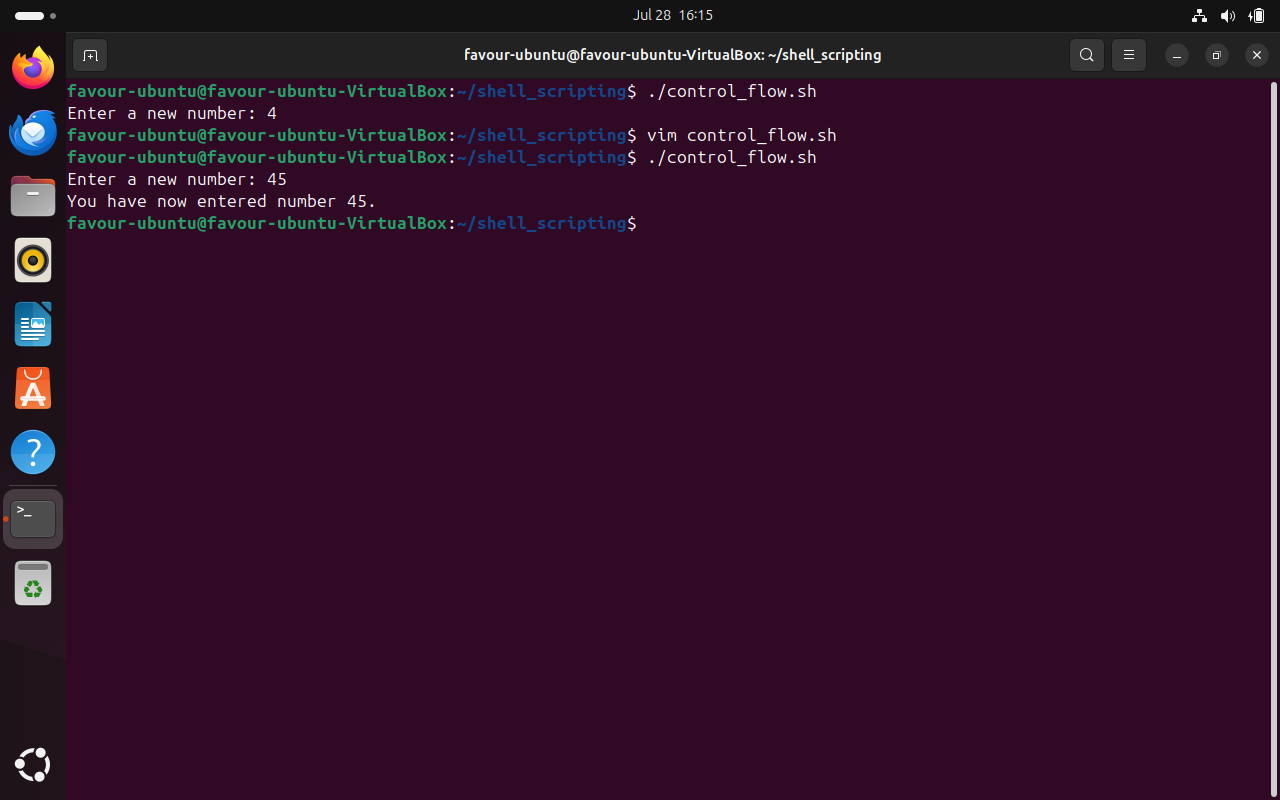 Jul 28 16:15
favour-ubuntu@favour-ubuntu-VirtualBox: ~/shell_scripting
favour-ubuntu@favour-ubuntu-VirtualBox:~/shell_scripting$ ./control_flow.sh
Enter a new number: 4
favour-ubuntu@favour-ubuntu-VirtualBox:~/shell_scripting$ vim control_flow.sh
favour-ubuntu@favour-ubuntu-VirtualBox:~/shell_scripting$ ./control_flow.sh
Enter a new number: 45
You have now entered number 45.
favour-ubuntu@favour-ubuntu-VirtualBox:~/shell_scripting$